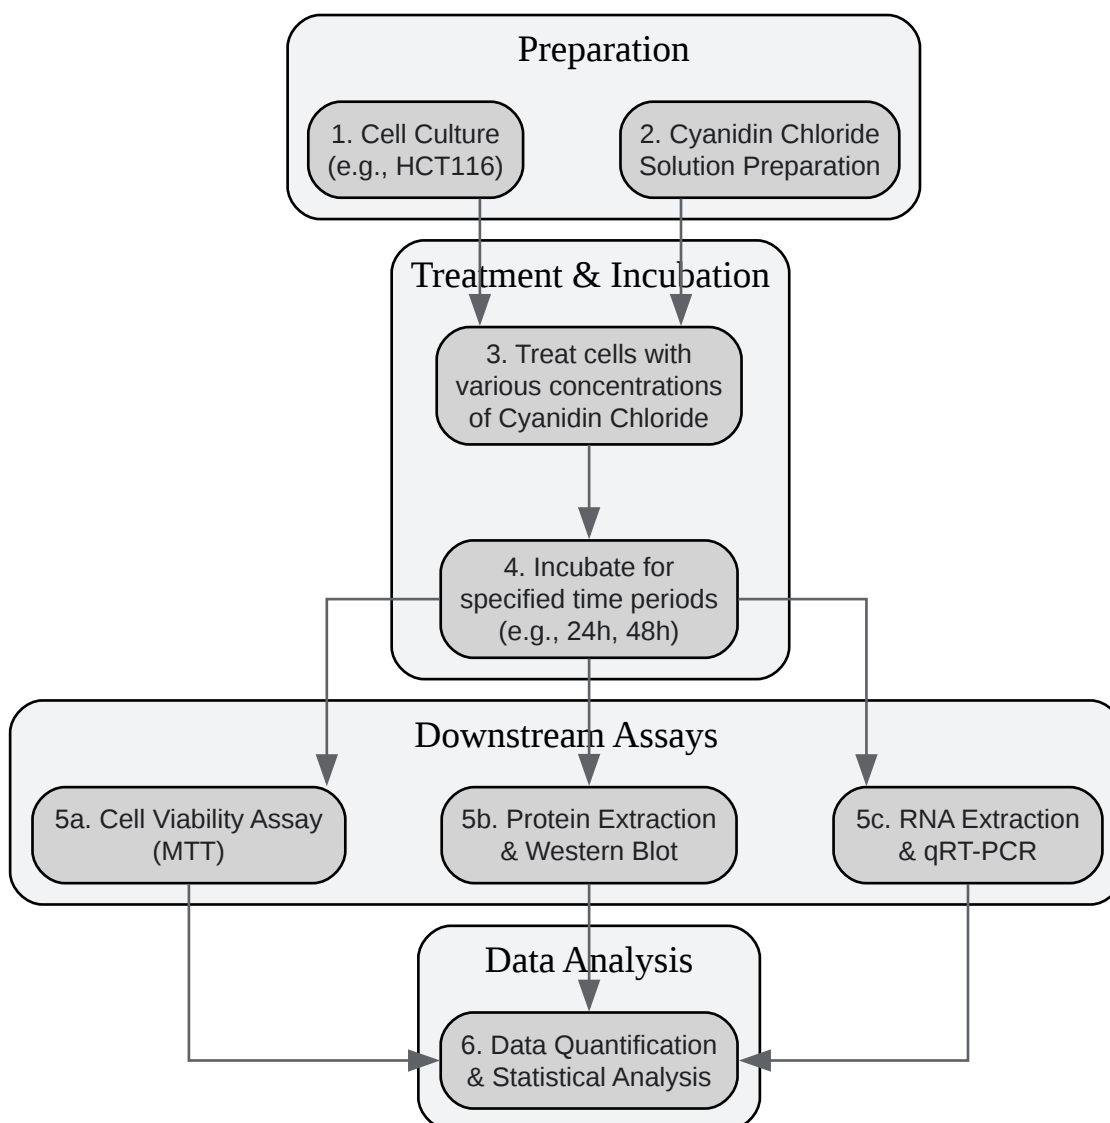 Preparation
1. Cell Culture
(e.g., HCT116)
2. Cyanidin Chloride
Solution Preparation
Treatment & Incubation
3. Treat cells with
various concentrations
of Cyanidin Chloride
4. Incubate for
specified time periods
(e.g., 24h, 48h)
Downstream Assays
5a. Cell Viability Assay
(MTT)
5b. Protein Extraction
& Western Blot
5c. RNA Extraction
& qRT-PCR
Data Analysis
6. Data Quantification
& Statistical Analysis